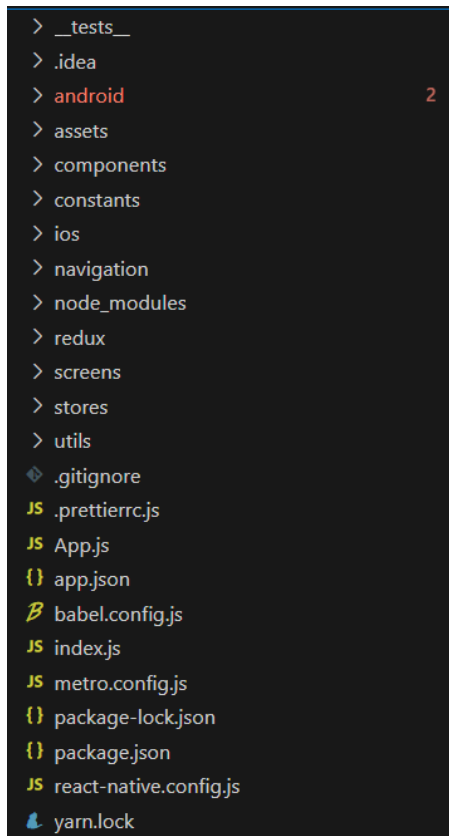 __tests__
.idea
android 2
assets
components
constants
ios
navigation
node_modules
redux
screens
stores
utils
.gitignore
JS .prettierrc.js
JS App.js
{} app.json
B babel.config.js
JS index.js
JS metro.config.js
{} package-lock.json
{} package.json
JS react-native.config.js
yarn.lock